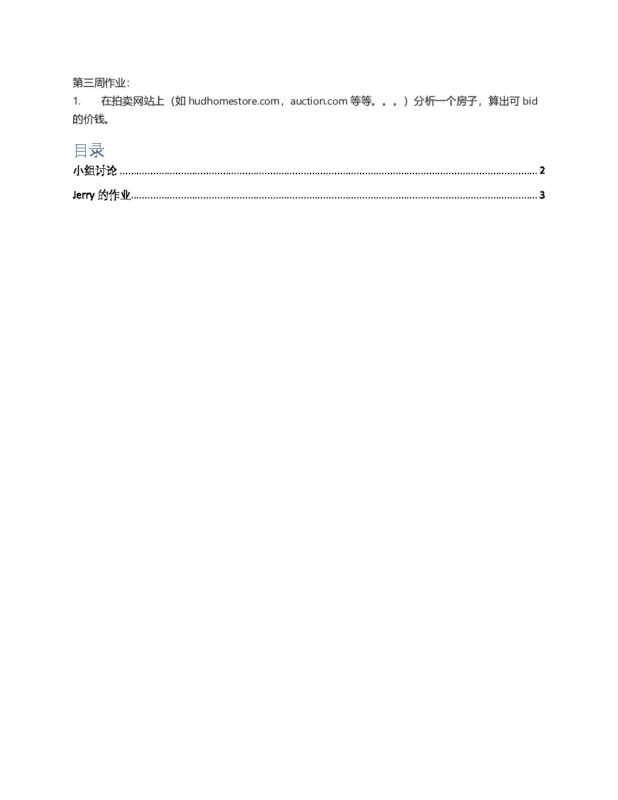 第三周作业：
1. 在拍卖网站上（如 hudhomestore.com，auction.com 等等。。。）分析一个房子，算出可 bid
的价钱。
目录
小组讨论 ........................................................................................................................................................ 2
Jerry 的作业.................................................................................................................................................... 3